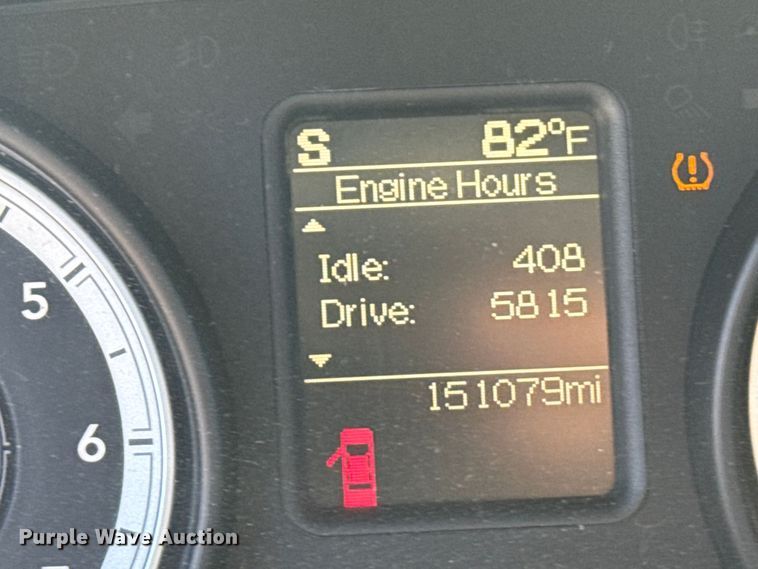 S 82°F
Engine Hours
Idle: 408
Drive: 5815
151079mi
5
6
Purple Wave Auction